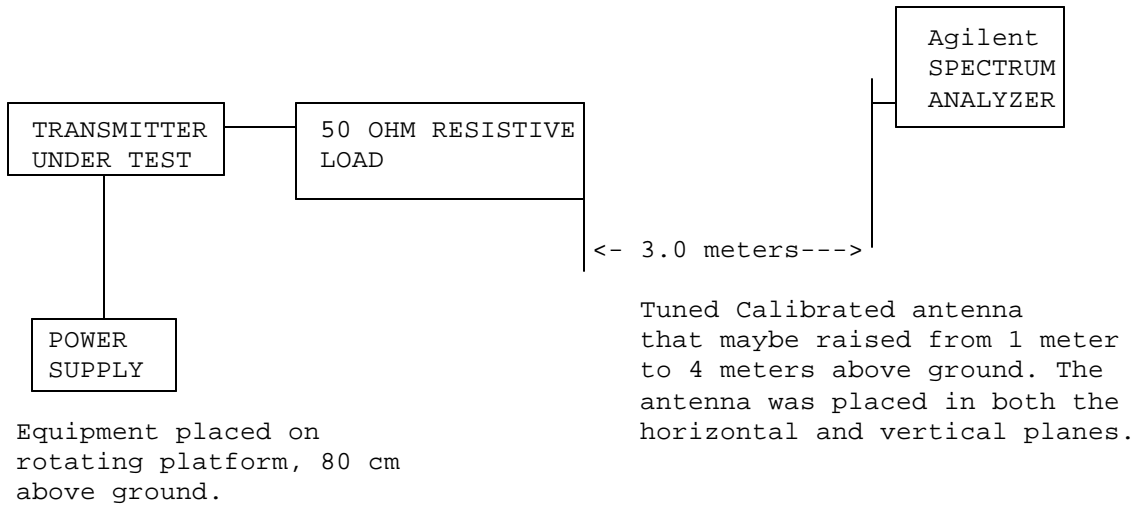 Agilent
SPECTRUM
ANALYZER
TRANSMITTER
UNDER TEST
50 OHM RESISTIVE
LOAD
<- 3.0 meters--->
Tuned Calibrated antenna
that maybe raised from 1 meter
to 4 meters above ground. The
antenna was placed in both the
horizontal and vertical planes.
POWER
SUPPLY
Equipment placed on
rotating platform, 80 cm
above ground.